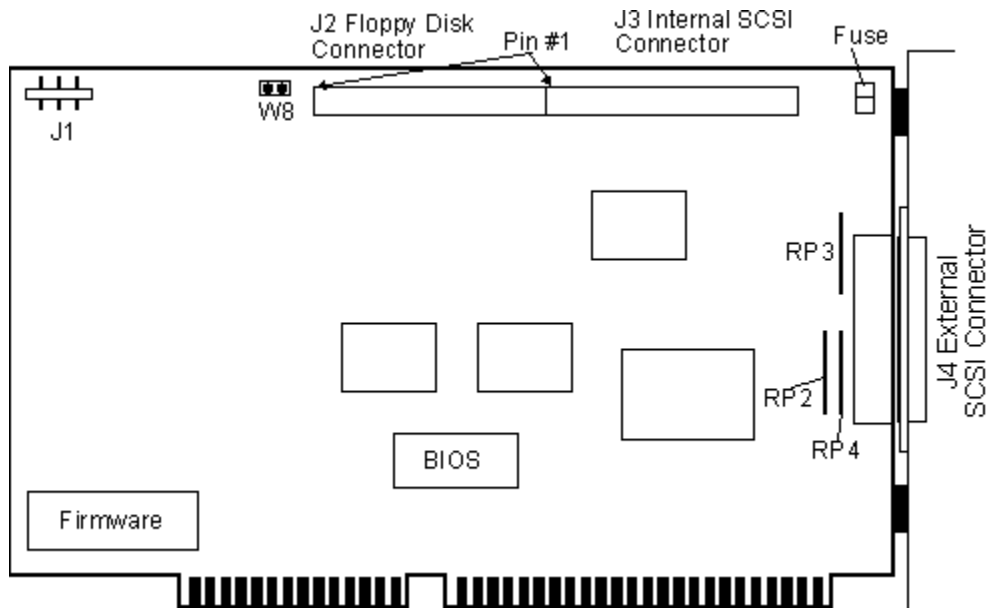 J2 Floppy Disk
Connector
Pin #1
J3 Internal SCSI
Connector
Fuse
J1
W8
RP3
RP2
RP4
J4 External
SCSI Connector
BIOS
Firmware